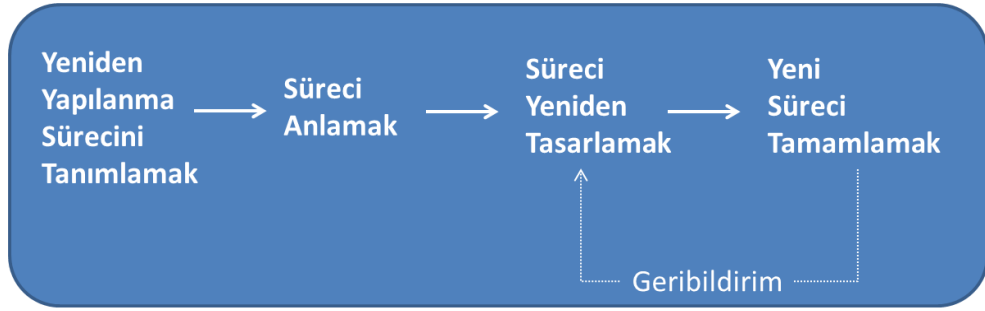 Yeniden
Yapılanma
Sürecini
Tanımlamak
Süreci
Anlamak
Süreci
Yeniden
Tasarlamak
Yeni
Süreci
Tamamlamak
Geribildirim